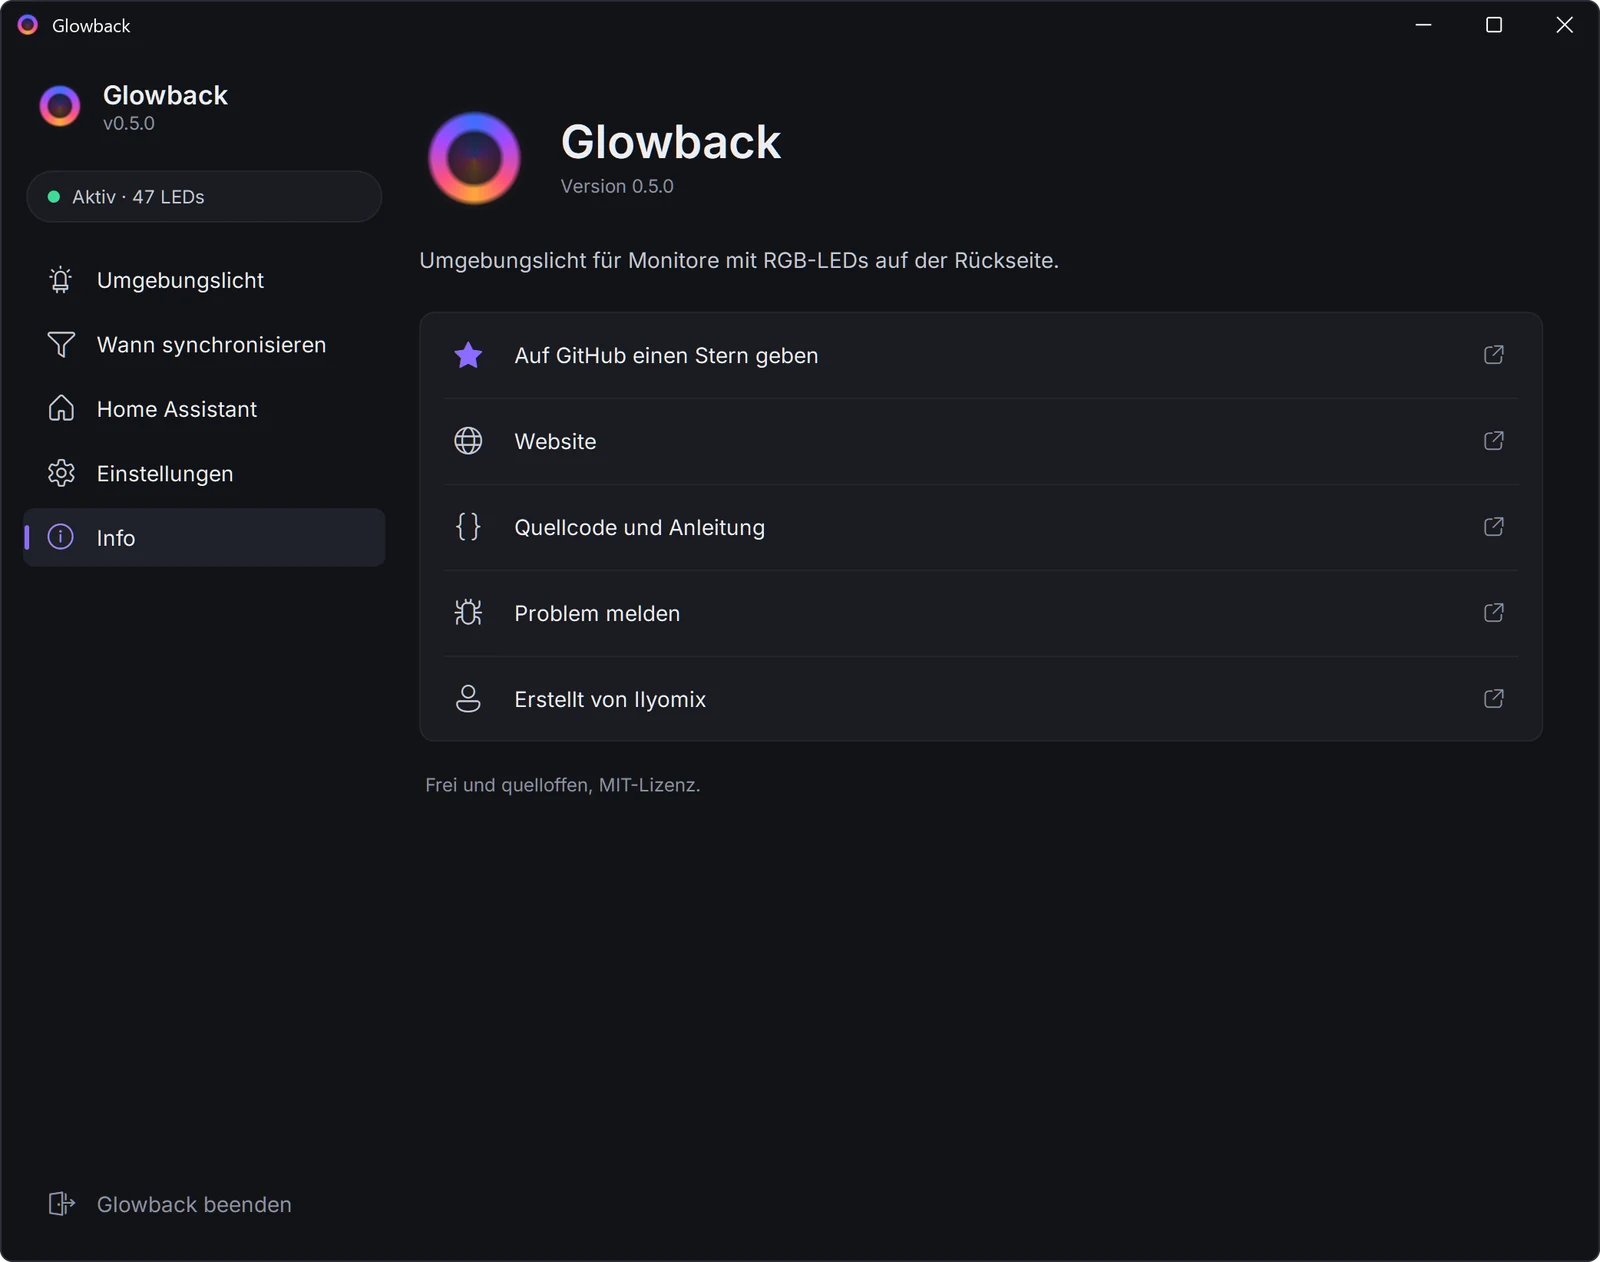 Glowback
Glowback
v0.5.0
Aktiv · 47 LEDs
Umgebungslicht
Wann synchronisieren
Home Assistant
Einstellungen
Info
Glowback beenden
Glowback
Version 0.5.0
Umgebungslicht für Monitore mit RGB-LEDs auf der Rückseite.
Auf GitHub einen Stern geben
Website
Quellcode und Anleitung
Problem melden
Erstellt von Ilyomix
Frei und quelloffen, MIT-Lizenz.